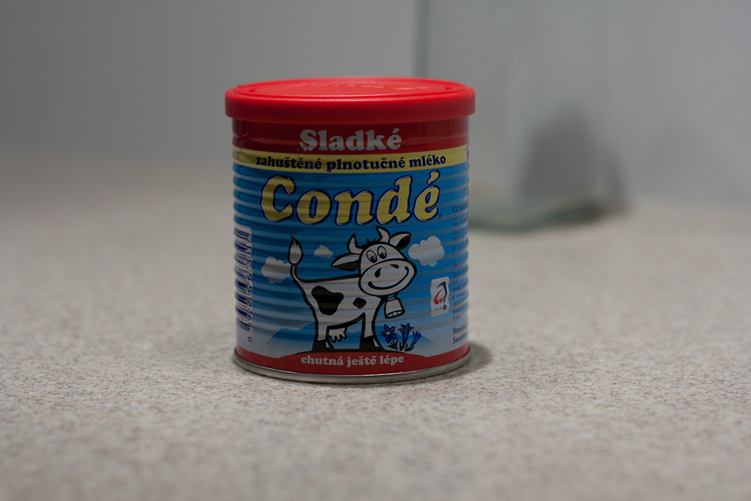 Sladké
zahuštěné plnotučné mléko
Condé
chutná ještě lépe